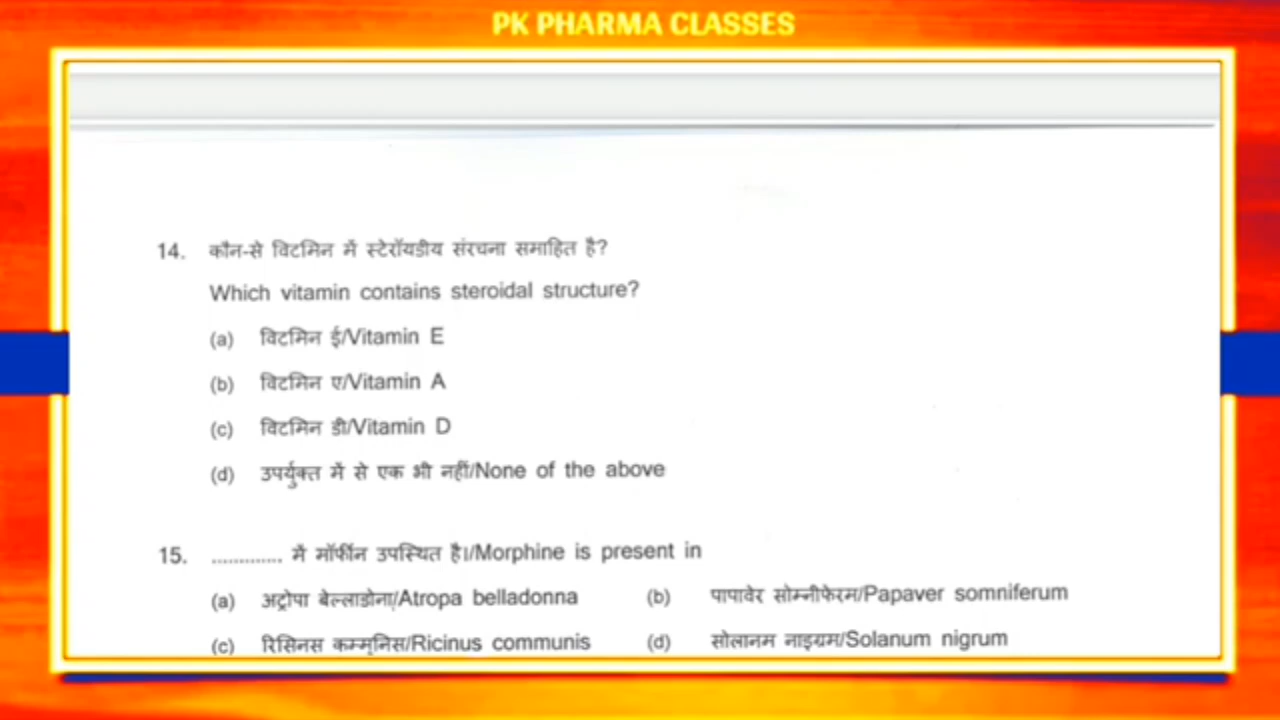 PK PHARMA CLASSES
14. कौन-से विटमिन में स्टेरॉयडीय संरचना समाहित है?
Which vitamin contains steroidal structure?
(a) विटमिन ई/Vitamin E
(b) विटमिन ए/Vitamin A
(c) विटमिन डी/Vitamin D
(d) उपर्युक्त में से एक भी नहीं/None of the above
15. ............. में मॉर्फीन उपस्थित है।/Morphine is present in
(a) अट्रोपा बेल्लाडोना/Atropa belladonna (b) पापावेर सोम्नीफेरम/Papaver somniferum
(c) रिसिनस कम्मुनिस/Ricinus communis (d) सोलानम नाइग्रम/Solanum nigrum